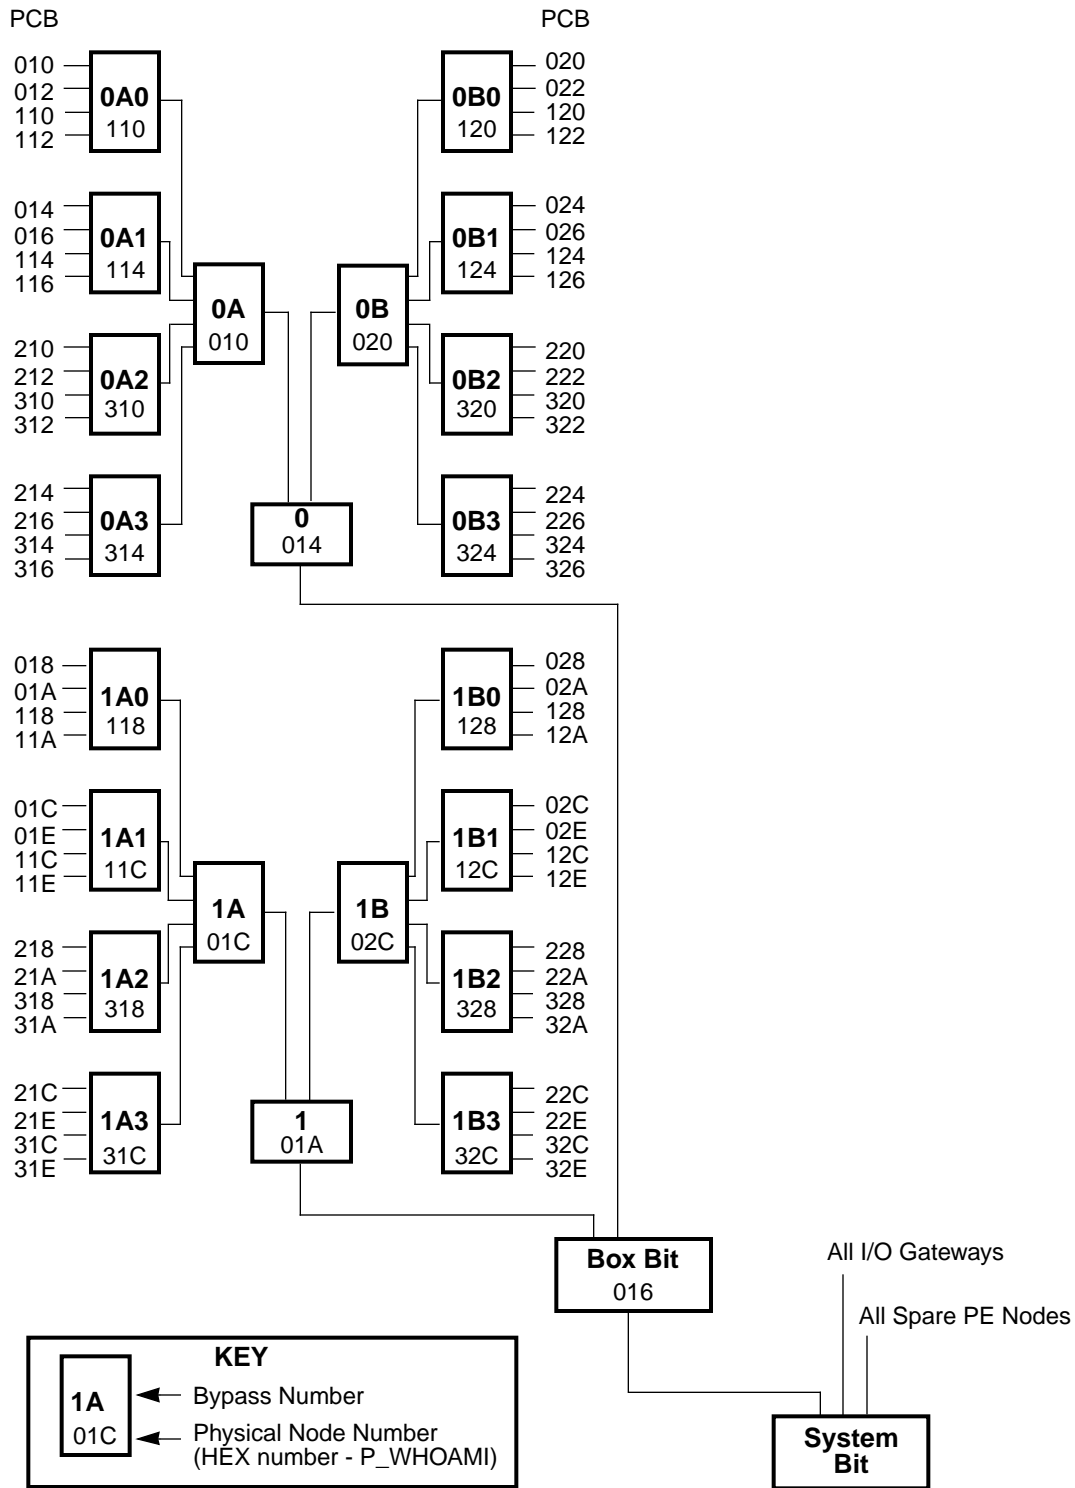 PCB
PCB
010
012
110
112
0A0
110
0B0
120
020
022
120
122
014
016
114
116
0A1
114
0B1
124
024
026
124
126
0A
010
0B
020
210
212
310
312
0A2
310
0B2
320
220
222
320
322
214
216
314
316
0A3
314
0
014
0B3
324
224
226
324
326
018
01A
118
11A
1A0
118
1B0
128
028
02A
128
12A
01C
01E
11C
11E
1A1
11C
1B1
12C
02C
02E
12C
12E
1A
01C
1B
02C
218
21A
318
31A
1A2
318
1B2
328
228
22A
328
32A
21C
21E
31C
31E
1A3
31C
1
01A
1B3
32C
22C
22E
32C
32E
Box Bit
016
All I/O Gateways
All Spare PE Nodes
System
Bit
KEY
1A
01C
Bypass Number
Physical Node Number
(HEX number - P_WHOAMI)